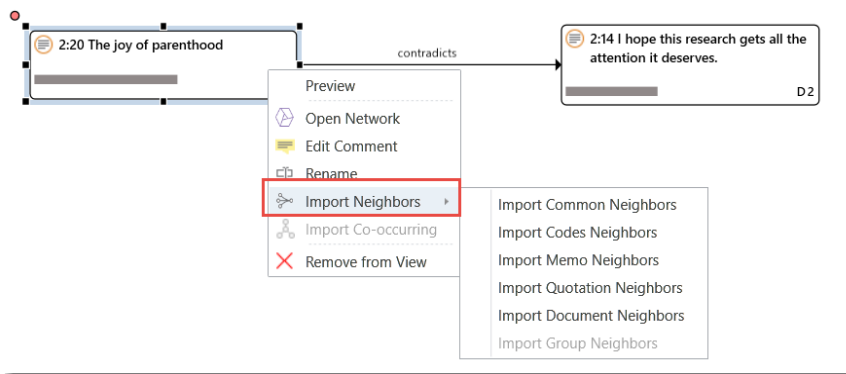 2:20 The joy of parenthood
contradicts
2:14 I hope this research gets all the
attention it deserves.
D 2
Preview
Open Network
Edit Comment
Rename
Import Neighbors
Import Co-occurring
Remove from View
Import Common Neighbors
Import Codes Neighbors
Import Memo Neighbors
Import Quotation Neighbors
Import Document Neighbors
Import Group Neighbors